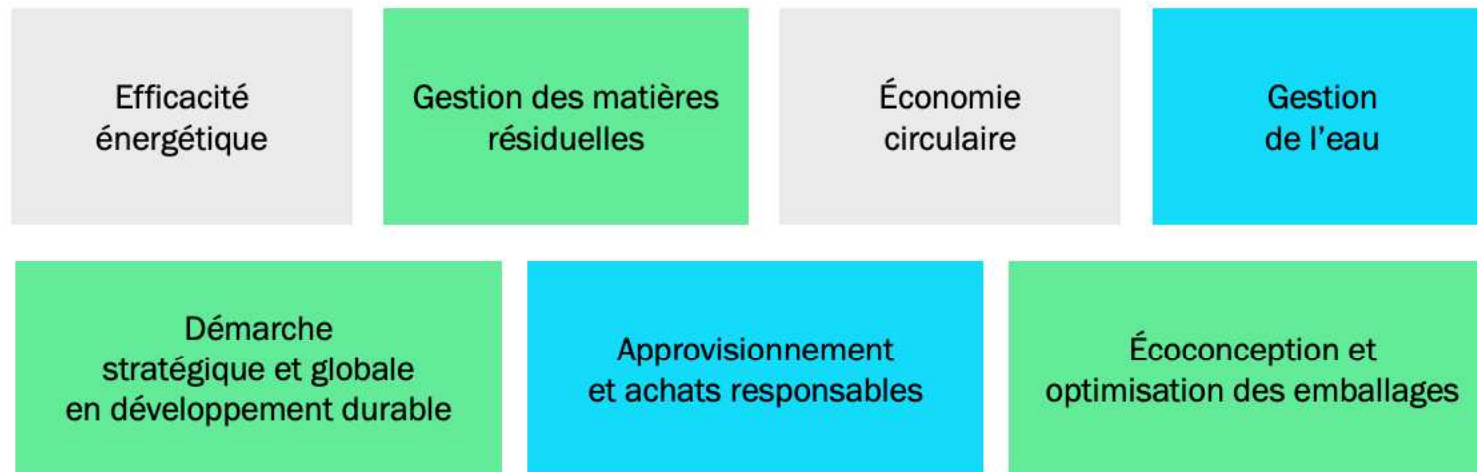 Efficacité
énergétique
Gestion des matières
résiduelles
Économie
circulaire
Gestion
de l'eau
Démarche
stratégique et globale
en développement durable
Approvisionnement
et achats responsables
Écoconception et
optimisation des emballages